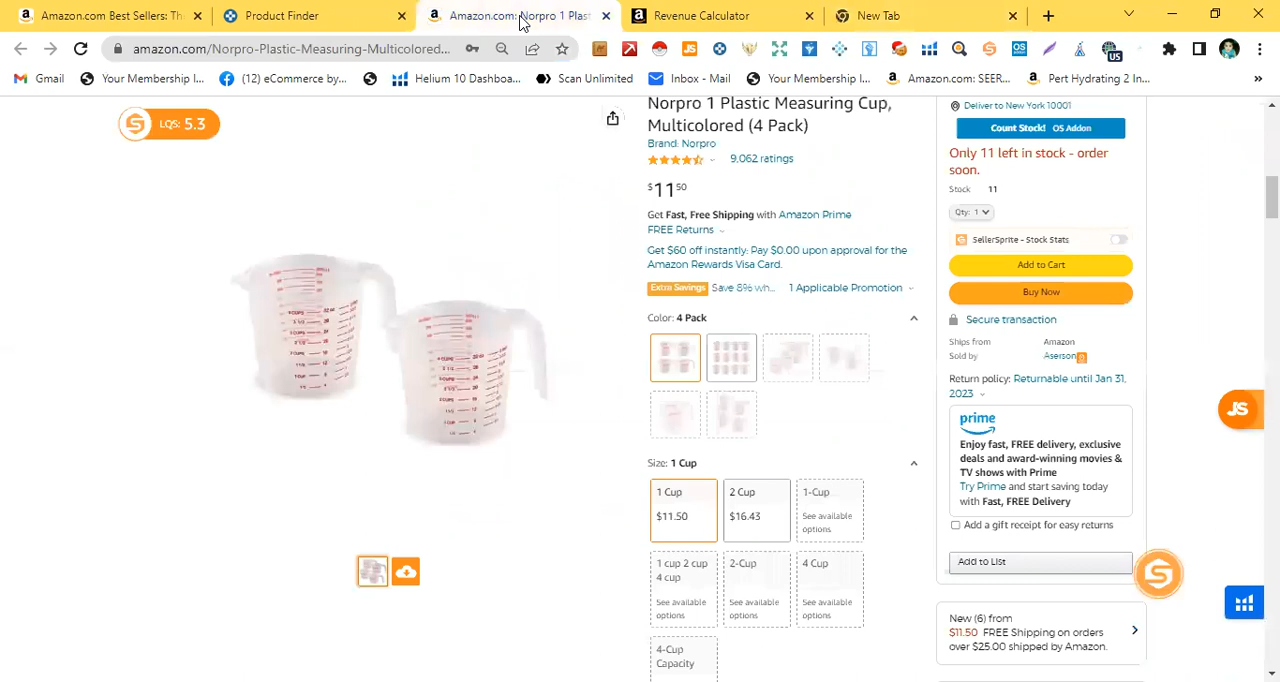 Amazon.com Best Sellers: Th
Product Finder
Amazon.com: Norpro 1 Plast
Revenue Calculator
New Tab
amazon.com/Norpro-Plastic-Measuring-Multicolored...
Gmail
Your Membership I...
(12) eCommerce by...
Helium 10 Dashboa...
Scan Unlimited
Inbox - Mail
Your Membership I...
Amazon.com: SEER...
Pert Hydrating 2 In...
LQS: 5.3
Norpro 1 Plastic Measuring Cup,
Multicolored (4 Pack)
Brand: Norpro
9,062 ratings
$11 50
Get Fast, Free Shipping with Amazon Prime
FREE Returns
Get $60 off instantly: Pay $0.00 upon approval for the
Amazon Rewards Visa Card.
Extra Savings Save 8% wh... 1 Applicable Promotion
Color: 4 Pack
Size: 1 Cup
1 Cup
$11.50
2 Cup
$16.43
1-Cup
See available
options
1 cup 2 cup
4 cup
See available
options
2-Cup
See available
options
4 Cup
See available
options
4-Cup
Capacity
Deliver to New York 10001
Count Stock! OS Addon
Only 11 left in stock - order
soon.
Stock 11
Qty: 1
SellerSprite - Stock Stats
Add to Cart
Buy Now
Secure transaction
Ships from Amazon
Sold by Aserson
Return policy: Returnable until Jan 31,
2023
prime
Enjoy fast, FREE delivery, exclusive
deals and award-winning movies &
TV shows with Prime
Try Prime and start saving today
with Fast, FREE Delivery
Add a gift receipt for easy returns
Add to List
New (6) from
$11.50 FREE Shipping on orders
over $25.00 shipped by Amazon.
JS